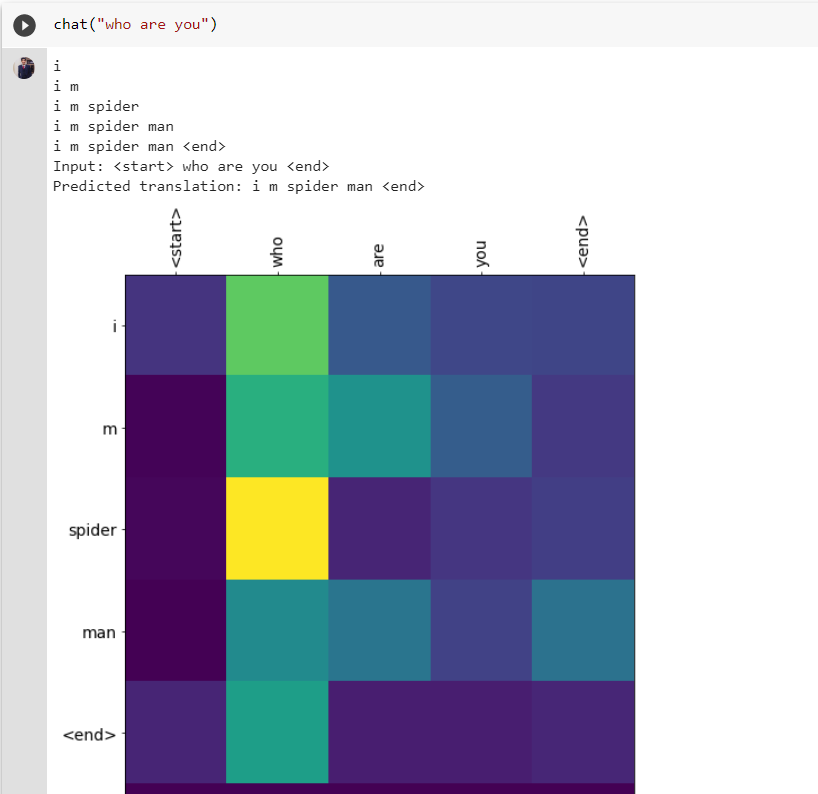 chat("who are you")
i
i m
i m spider
i m spider man
i m spider man <end>
Input: <start> who are you <end>
Predicted translation: i m spider man <end>
<start> who are you <end>
i
m
spider
man
<end>